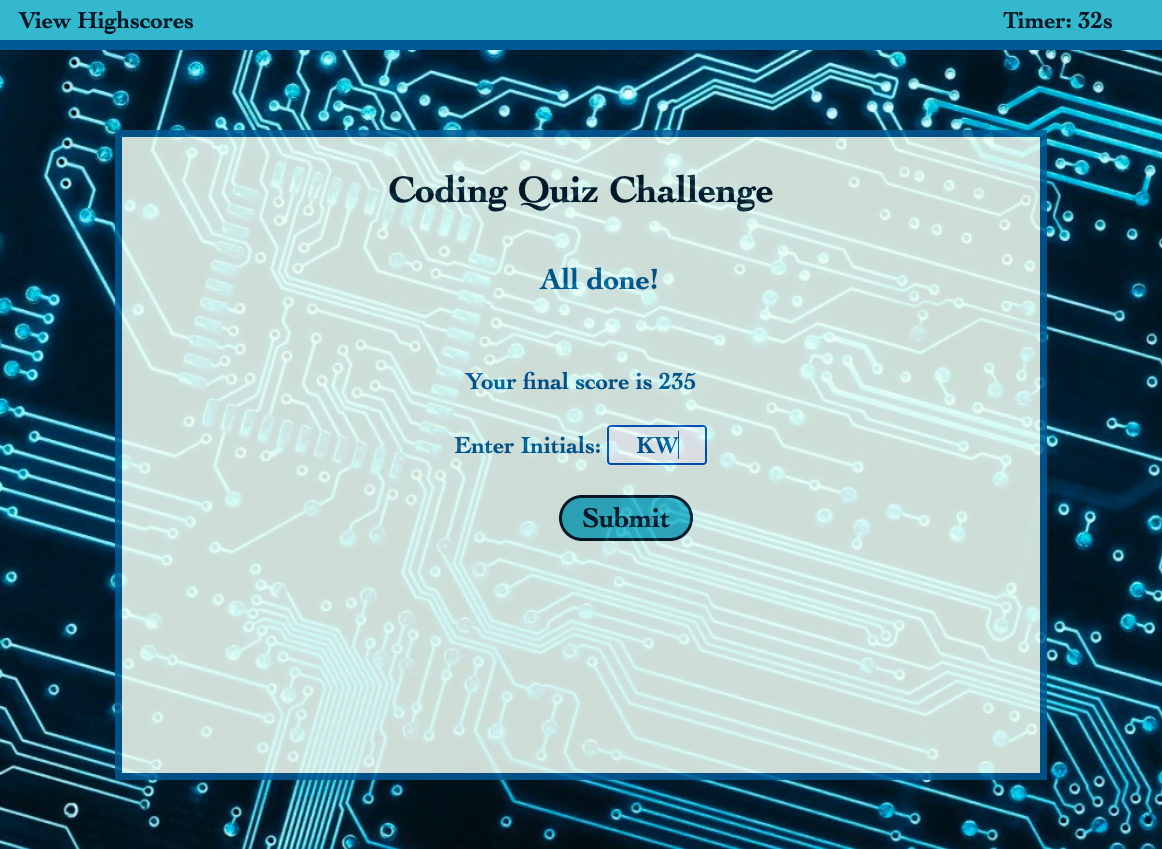 View Highscores
Timer: 32s
Coding Quiz Challenge
All done!
Your final score is 235
Enter Initials: KW
Submit